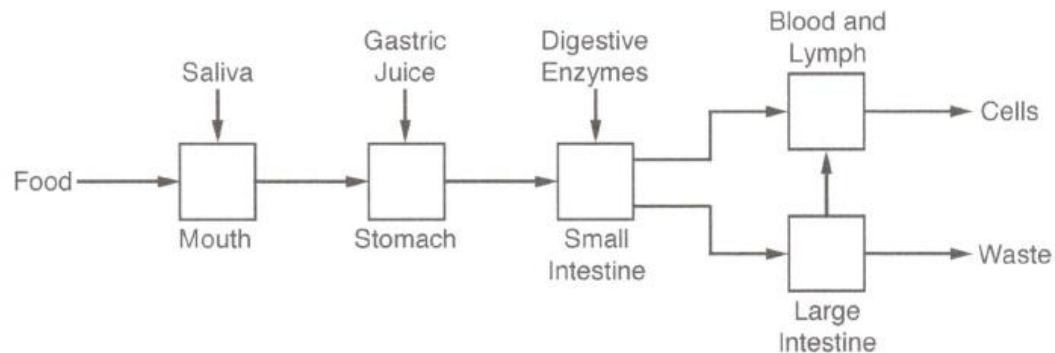 Saliva
Gastric
Juice
Digestive
Enzymes
Blood and
Lymph
Cells
Food
Mouth
Stomach
Small
Intestine
Waste
Large
Intestine